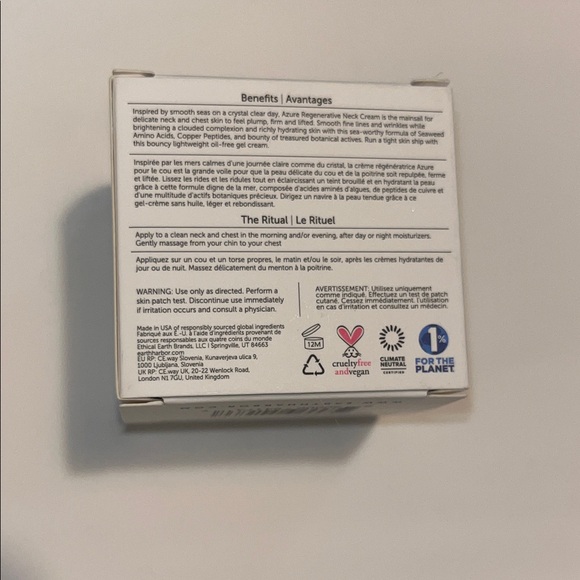 Benefits | Avantages
Inspired by smooth seas on a crystal clear day, Azure Regenerative Neck Cream is the mainsail for
delicate neck and chest skin to feel plump, firm and lifted. Smooth fine lines and wrinkles while
brightening a clouded complexion and richly hydrating skin with this sea-worthy formula of Seaweed
Amino Acids, Copper Peptides, and bounty of treasured botanical actives. Run a tight skin ship with
this bouncy lightweight oil-free gel cream.
Inspirée par les mers calmes d'une journée claire comme du cristal, la crème régénératrice Azure
pour le cou est la grande voile pour que la peau délicate du cou et de la poitrine soit repulpée, ferme
et liftée. Lissez les rides et les ridules tout en éclaircissant un teint brouillé et en hydratant la peau
grâce à cette formule digne de la mer, composée d'acides aminés d'algues, de peptides de cuivre et
d'une multitude d'actifs botaniques précieux. Dirigez un navire à la peau tendue grâce à ce
gel-crème sans huile, léger et rebondissant.
The Ritual | Le Rituel
Apply to a clean neck and chest in the morning and/or evening, after day or night moisturizers.
Gently massage from your chin to your chest
Appliquez sur un cou et un torse propres, le matin et/ou le soir, après les crèmes hydratantes de
jour ou de nuit. Massez délicatement du menton à la poitrine.
WARNING: Use only as directed. Perform a
skin patch test. Discontinue use immediately
if irritation occurs and consult a physician.
AVERTISSEMENT: Utilisez uniquement
comme indiqué. Effectuez un test de patch
cutané. Cessez immédiatement l'utilisation
en cas d'irritation et consultez un médecin.
Made in USA of responsibly sourced global ingredients
Fabriqué aux É.-U. à l'aide d'ingrédients provenant de
sources responsables aux quatre coins du monde
Ethical Earth Brands, LLC | Springville, UT 84663
earthharbor.com
EU RP: CE.way Slovenia, Kunaverjeva ulica 9,
1000 Ljubljana, Slovenia
UK RP: CE.way UK, 20-22 Wenlock Road,
London N1 7GU, United Kingdom
12M
crueltyfree
andvegan
CLIMATE
NEUTRAL
CERTIFIED
1%
FOR THE
PLANET